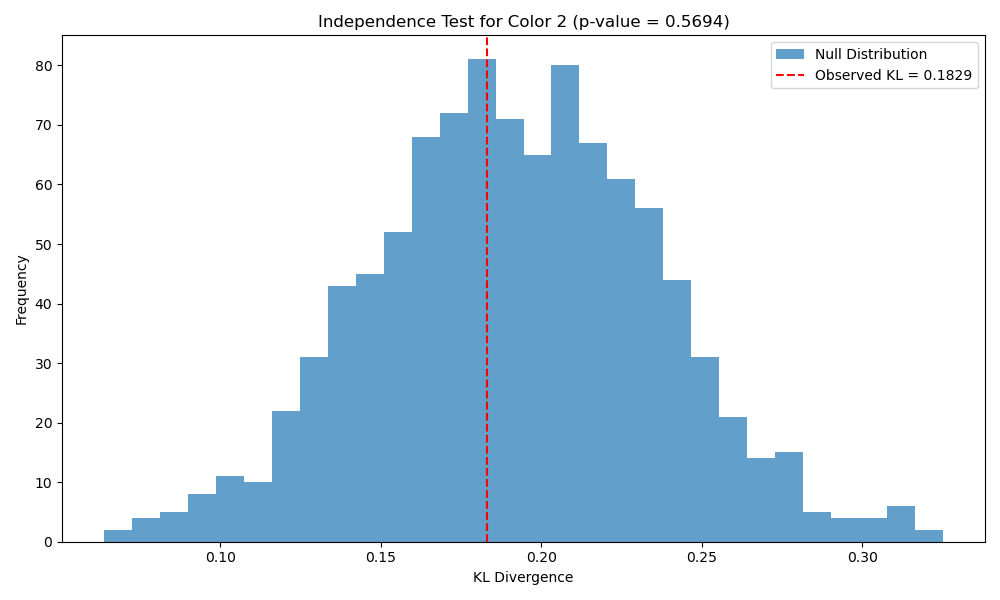 Independence Test for Color 2 (p-value = 0.5694)
Null Distribution
Observed KL = 0.1829
80
70
60
50
40
30
20
10
0
Frequency
0.10
0.15
0.20
0.25
0.30
KL Divergence